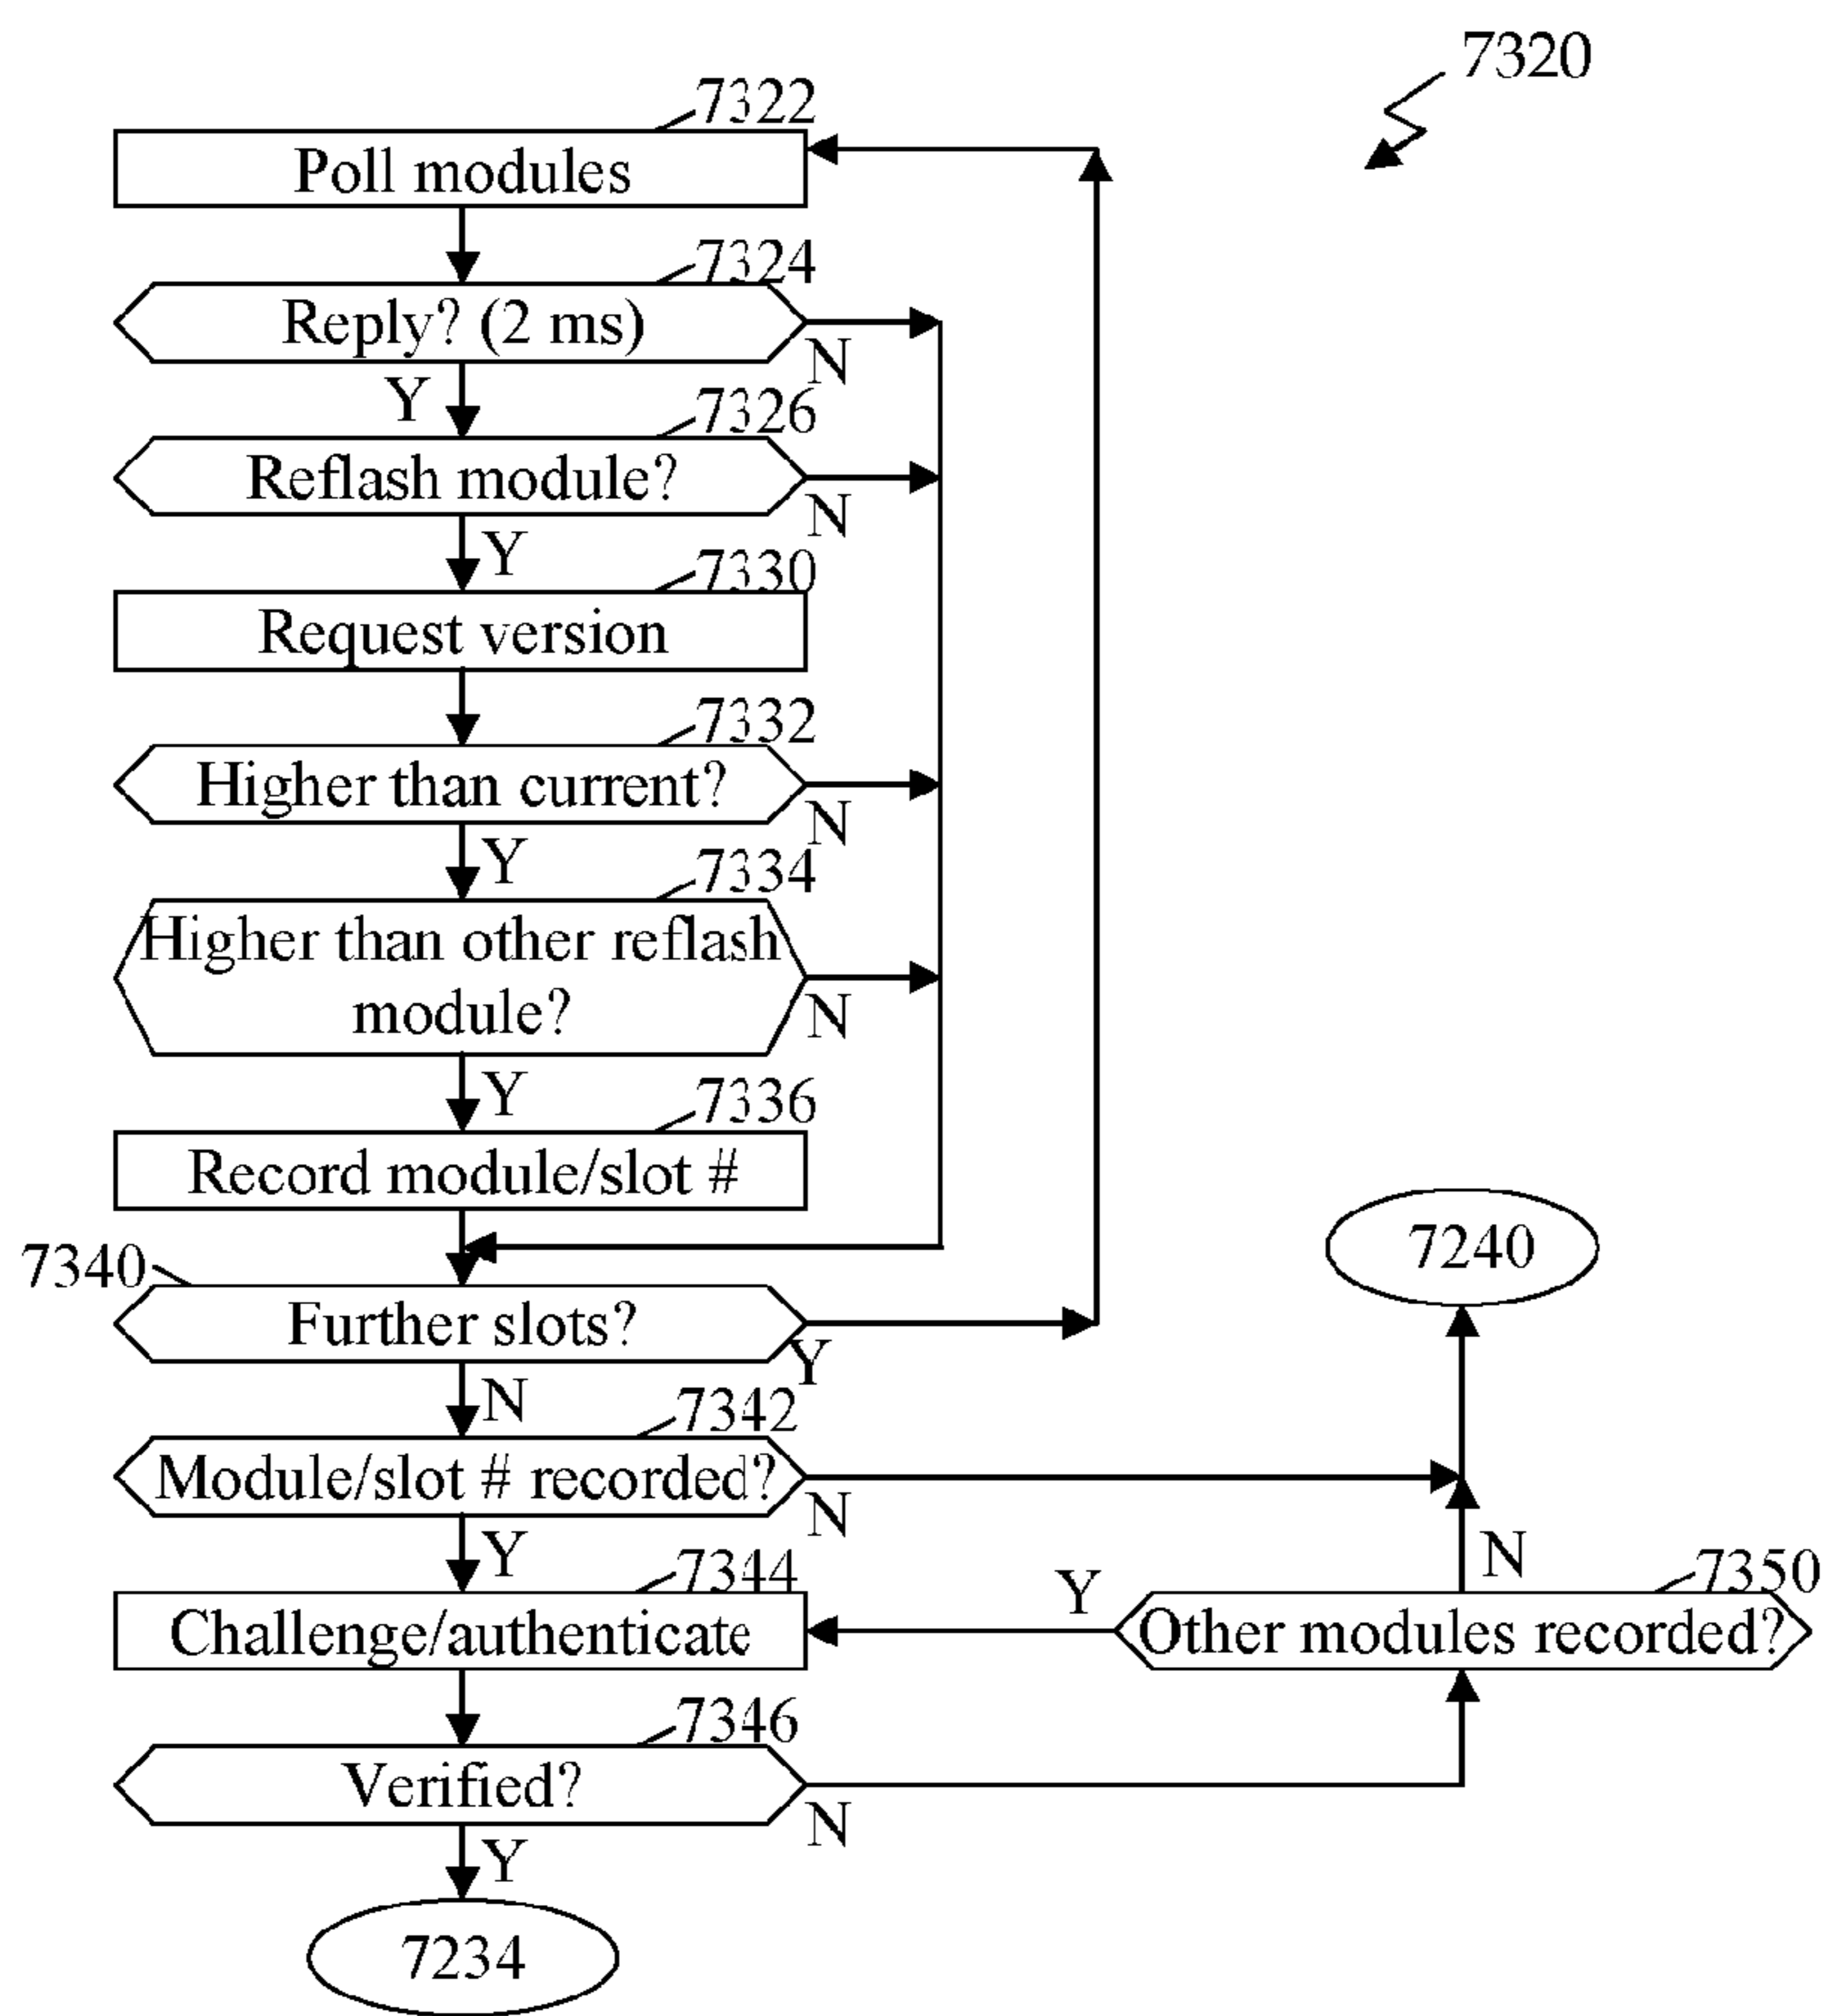 7320
7322
Poll modules
7324
Reply? (2 ms)
N
Y
7326
Reflash module?
N
Y
7330
Request version
7332
Higher than current?
N
Y
7334
Higher than other reflash
module?
N
Y
7336
Record module/slot #
7240
7340
Further slots?
Y
N
7342
Module/slot # recorded?
N
Y
N
7344
7350
Y
Challenge/authenticate
Other modules recorded?
7346
Verified?
N
Y
7234